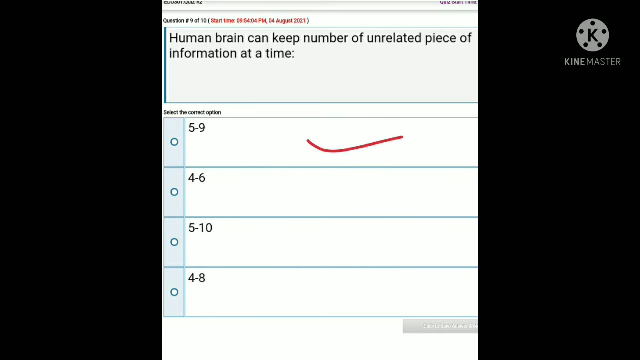 Question # 9 of 10 ( Start time: 09:54:04 PM, 04 August 2021 )
Human brain can keep number of unrelated piece of
information at a time:
Select the correct option
5-9
4-6
5-10
4-8
K
KINEMASTER